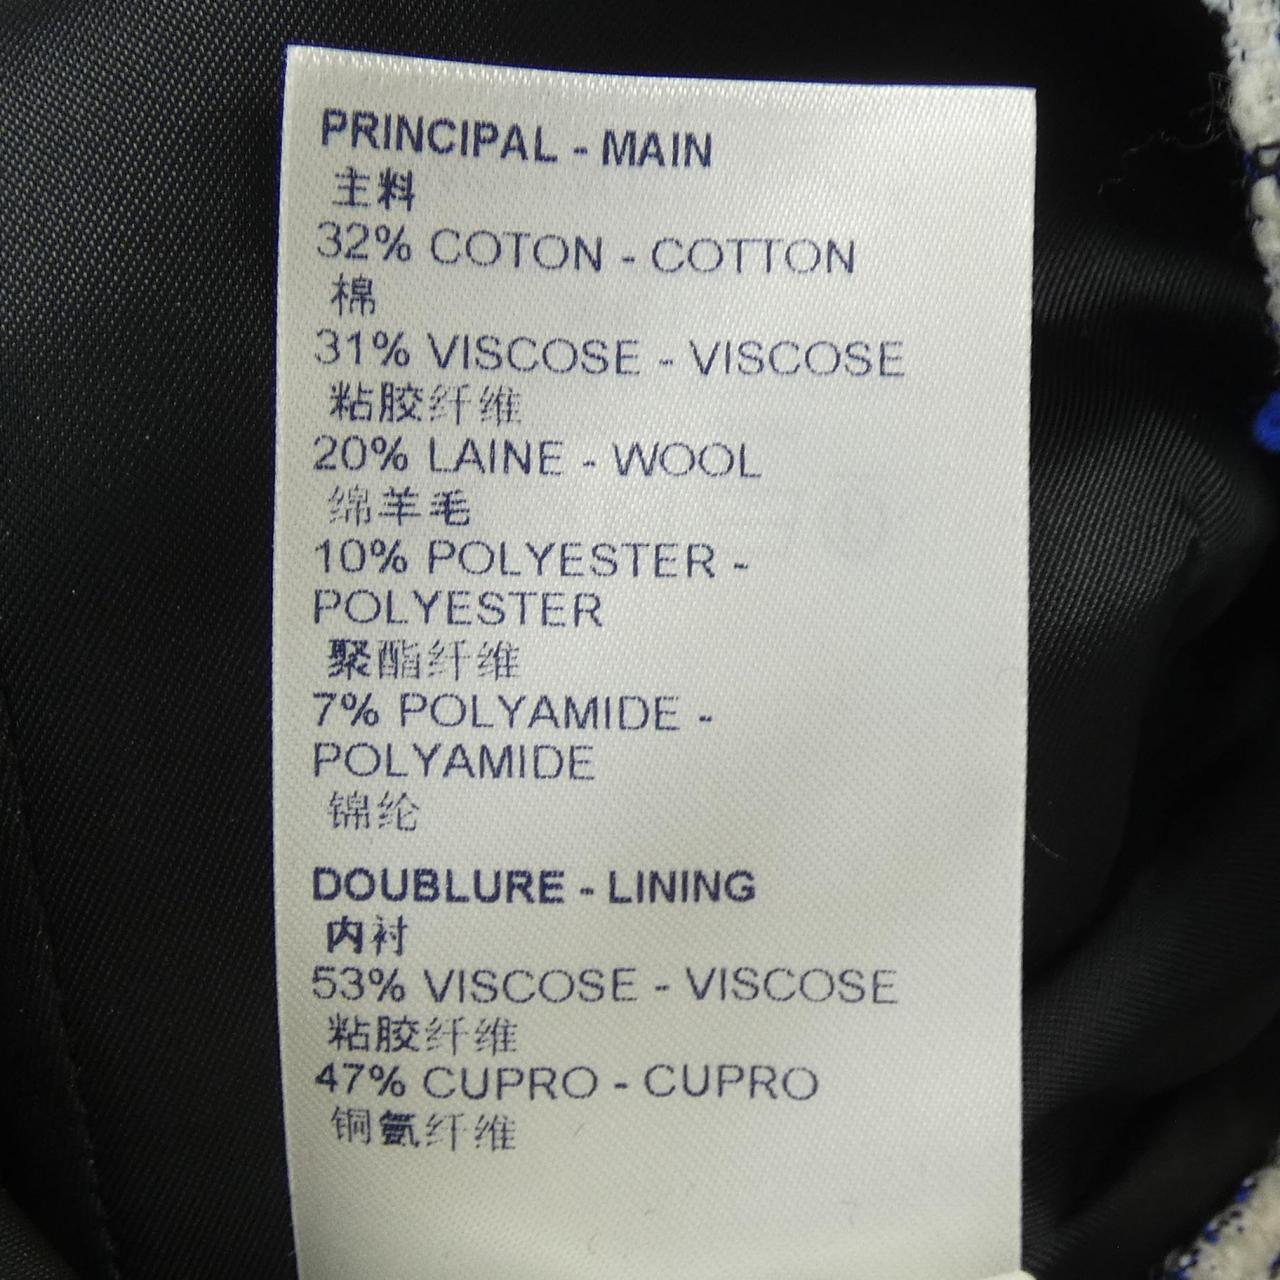 PRINCIPAL - MAIN
主料
32% COTON - COTTON
棉
31% VISCOSE - VISCOSE
粘胶纤维
20% LAINE - WOOL
绵羊毛
10% POLYESTER -
POLYESTER
聚酯纤维
7% POLYAMIDE -
POLYAMIDE
锦纶
DOUBLURE - LINING
内衬
53% VISCOSE - VISCOSE
粘胶纤维
47% CUPRO - CUPRO
铜氨纤维